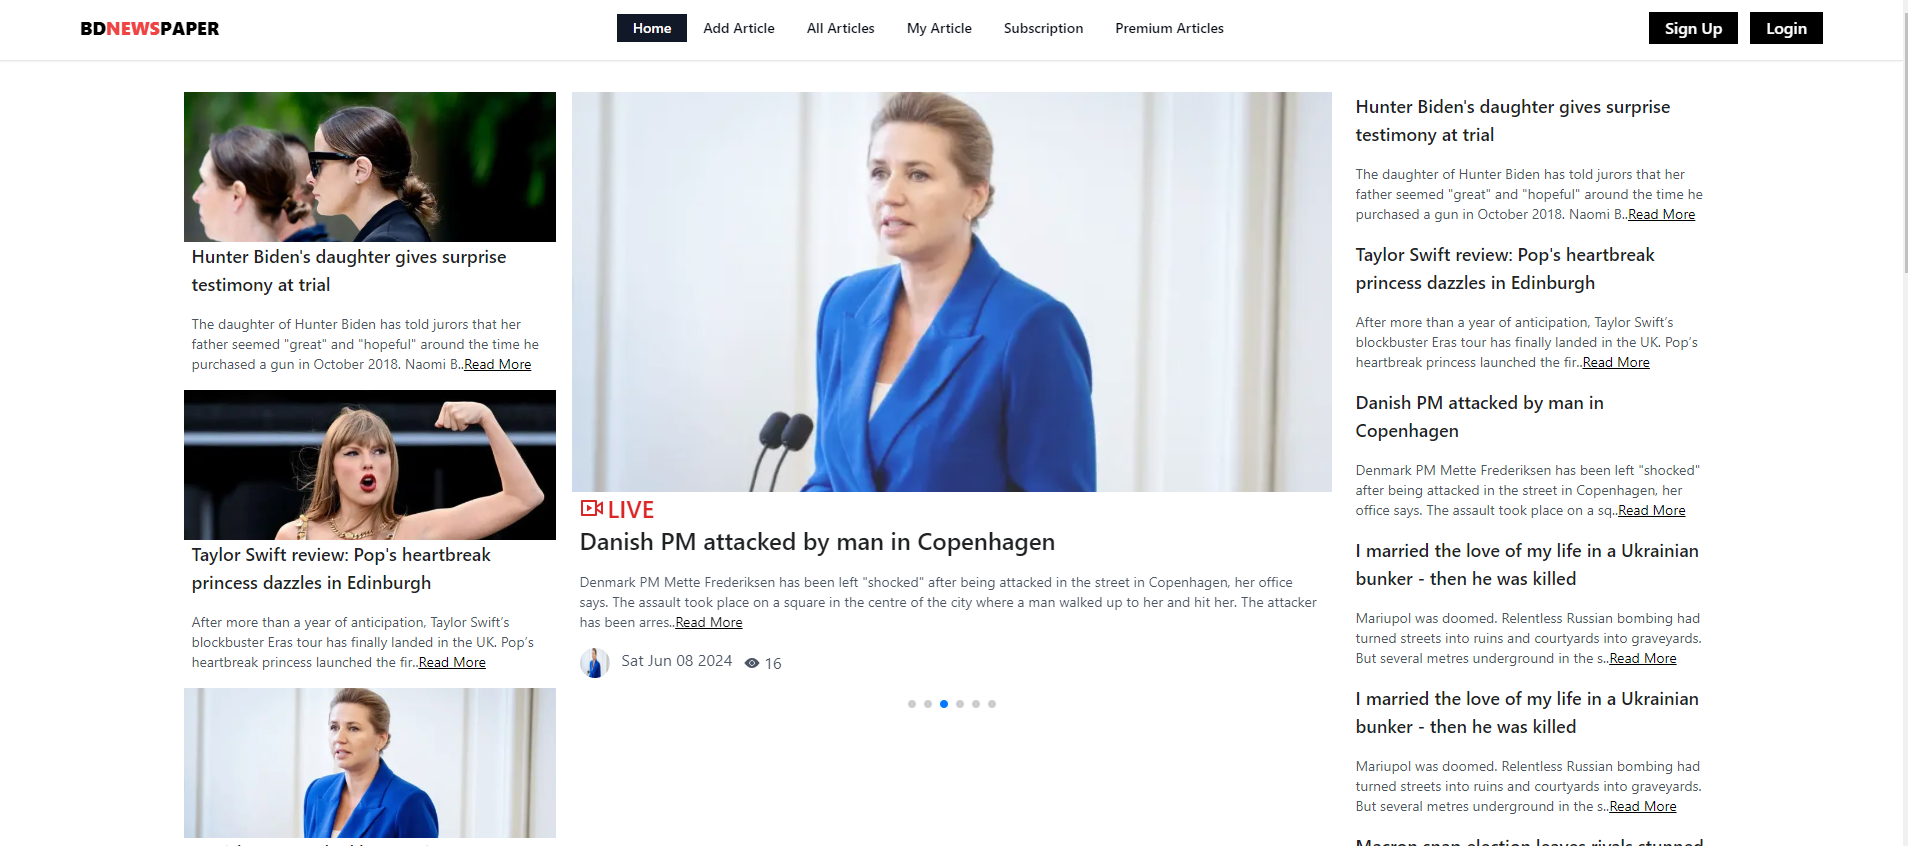 BDNEWSPAPER
Home
Add Article
All Articles
My Article
Subscription
Premium Articles
Sign Up
Login
Hunter Biden's daughter gives surprise
testimony at trial
The daughter of Hunter Biden has told jurors that her
father seemed "great" and "hopeful" around the time he
purchased a gun in October 2018. Naomi B..Read More
Taylor Swift review: Pop's heartbreak
princess dazzles in Edinburgh
After more than a year of anticipation, Taylor Swift’s
blockbuster Eras tour has finally landed in the UK. Pop’s
heartbreak princess launched the fir..Read More
LIVE
Danish PM attacked by man in Copenhagen
Denmark PM Mette Frederiksen has been left "shocked" after being attacked in the street in Copenhagen, her office
says. The assault took place on a square in the centre of the city where a man walked up to her and hit her. The attacker
has been arres..Read More
Sat Jun 08 2024
16
Hunter Biden's daughter gives surprise
testimony at trial
The daughter of Hunter Biden has told jurors that her
father seemed "great" and "hopeful" around the time he
purchased a gun in October 2018. Naomi B..Read More
Taylor Swift review: Pop's heartbreak
princess dazzles in Edinburgh
After more than a year of anticipation, Taylor Swift’s
blockbuster Eras tour has finally landed in the UK. Pop’s
heartbreak princess launched the fir..Read More
Danish PM attacked by man in
Copenhagen
Denmark PM Mette Frederiksen has been left "shocked"
after being attacked in the street in Copenhagen, her
office says. The assault took place on a sq..Read More
I married the love of my life in a Ukrainian
bunker - then he was killed
Mariupol was doomed. Relentless Russian bombing had
turned streets into ruins and courtyards into graveyards.
But several metres underground in the s..Read More
I married the love of my life in a Ukrainian
bunker - then he was killed
Mariupol was doomed. Relentless Russian bombing had
turned streets into ruins and courtyards into graveyards.
But several metres underground in the s..Read More
Macron snap election leaves rivals stunned